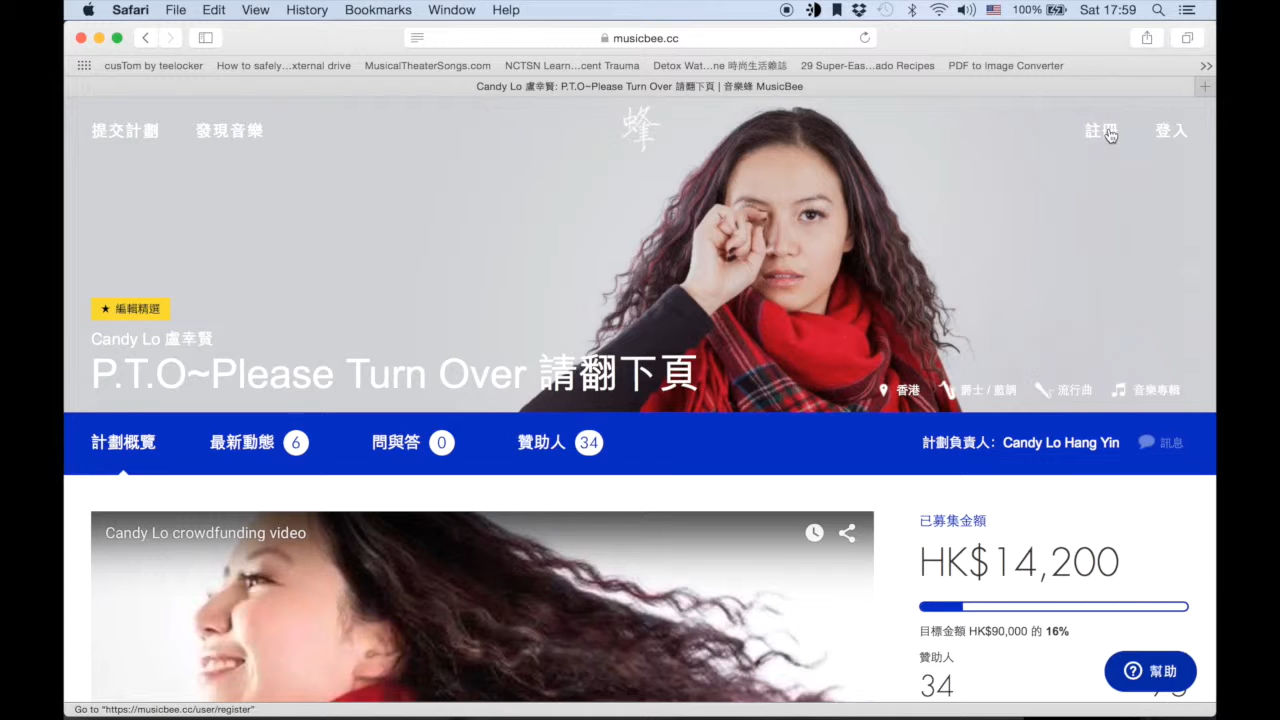 Safari File Edit View History Bookmarks Window Help 100% Sat 17:59
musicbee.cc
cusTom by teelocker How to safely...xternal drive MusicalTheaterSongs.com NCTSN Learn...cent Trauma Detox Wat...ne 時尚生活雜誌 29 Super-Eas...ado Recipes PDF to Image Converter
Candy Lo 盧幸賢: P.T.O~Please Turn Over 請翻下頁 | 音樂蜂 MusicBee
提交計劃 發現音樂 蜂 註冊 登入
★ 編輯精選
Candy Lo 盧幸賢
P.T.O~Please Turn Over 請翻下頁
香港 爵士 / 藍調 流行曲 音樂專輯
計劃概覽 最新動態 6 問與答 0 贊助人 34 計劃負責人: Candy Lo Hang Yin 訊息
Candy Lo crowdfunding video
已募集金額
HK$14,200
目標金額 HK$90,000 的 16%
贊助人
34
幫助
Go to "https://musicbee.cc/user/register"